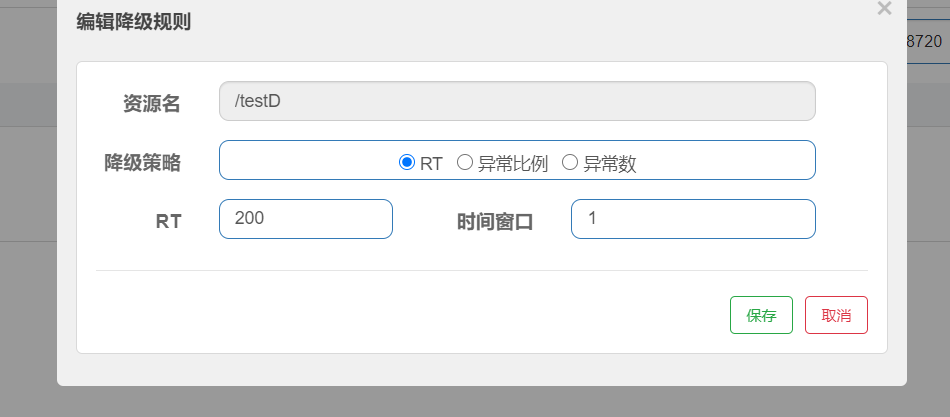 编辑降级规则 ×
8720
资源名 /testD
降级策略 RT 异常比例 异常数
RT 200 时间窗口 1
保存 取消